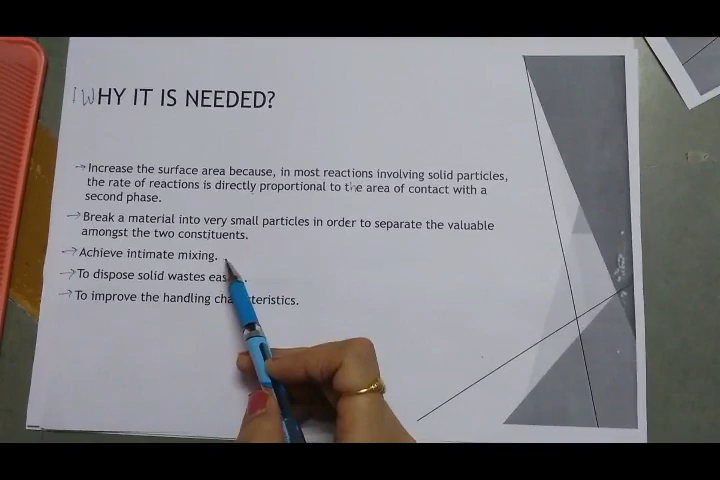 WHY IT IS NEEDED?
→Increase the surface area because, in most reactions involving solid particles,
the rate of reactions is directly proportional to the area of contact with a
second phase.
→Break a material into very small particles in order to separate the valuable
amongst the two constituents.
→Achieve intimate mixing.
→To dispose solid wastes
→To improve the handling characteristics.